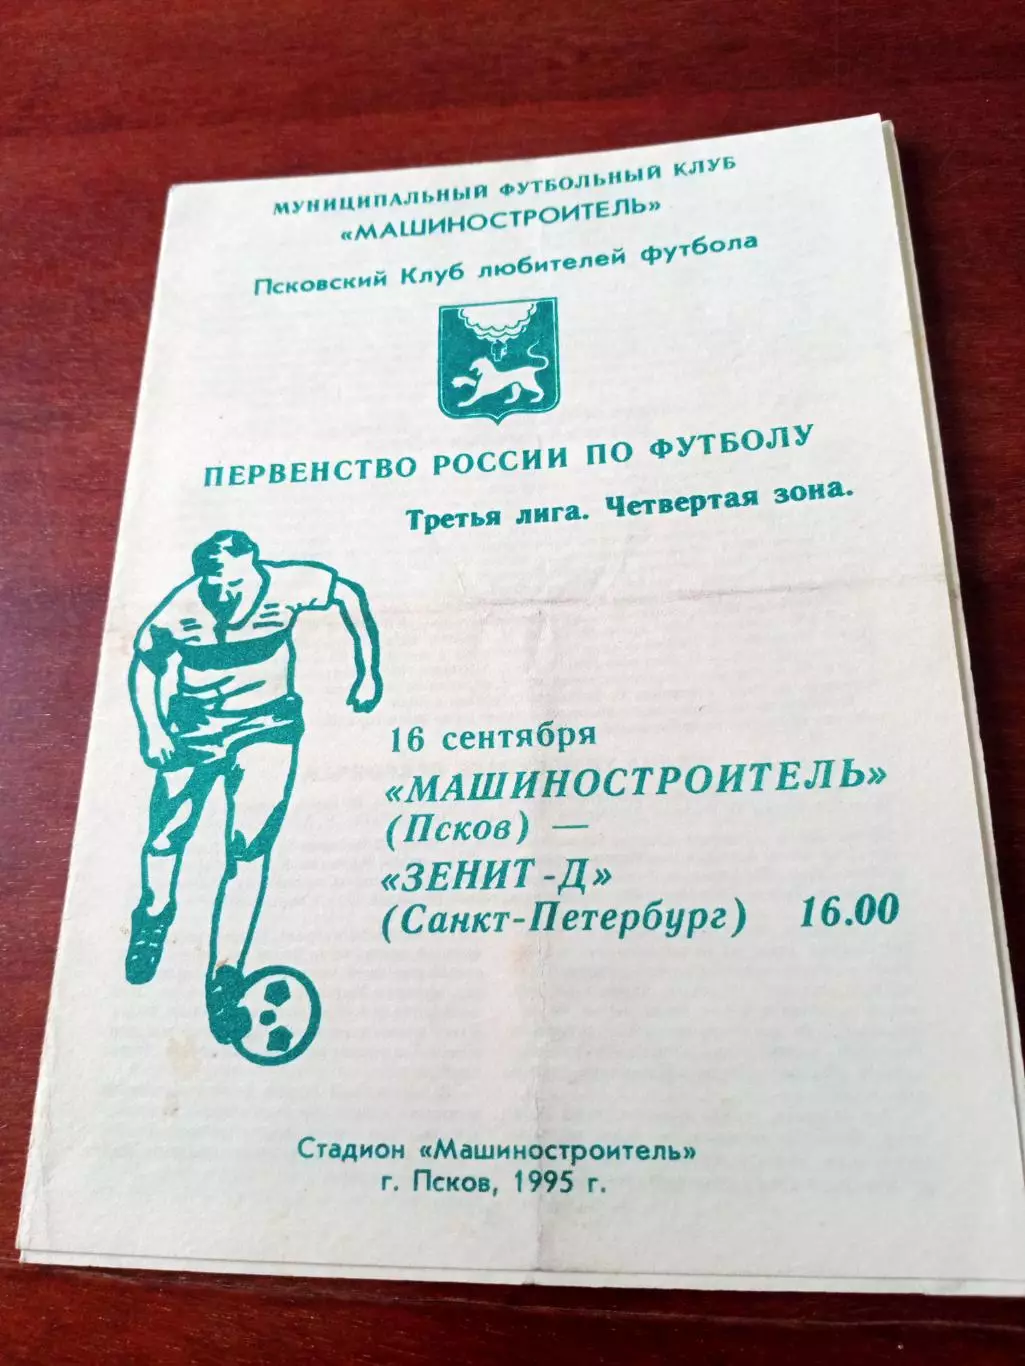 МУНИЦИПАЛЬНЫЙ ФУТБОЛЬНЫЙ КЛУБ
«МАШИНОСТРОИТЕЛЬ»
Псковский Клуб любителей футбола
ПЕРВЕНСТВО РОССИИ ПО ФУТБОЛУ
Третья лига. Четвертая зона.
16 сентября
«МАШИНОСТРОИТЕЛЬ»
(Псков) —
«ЗЕНИТ -Д»
(Санкт-Петербург) 16.00
Стадион «Машиностроитель»
г. Псков, 1995 г.